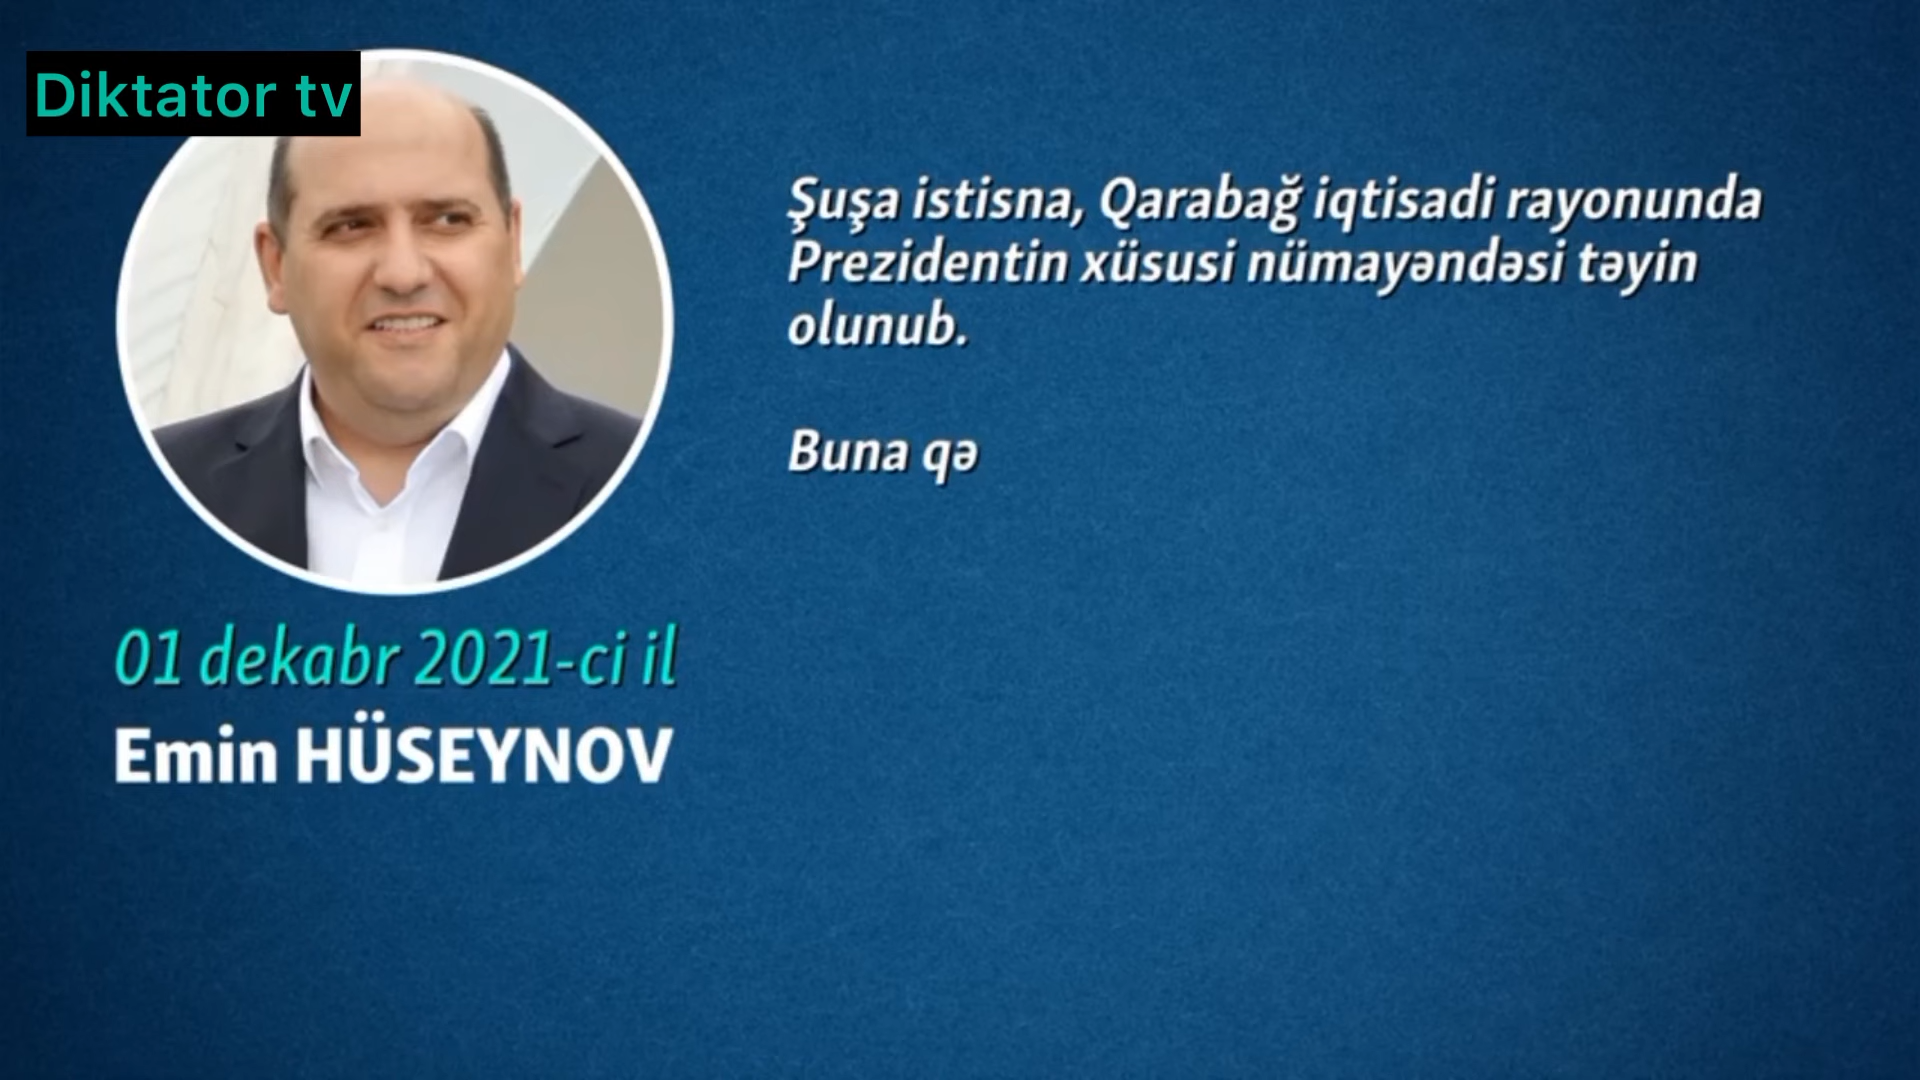 Diktator tv
Şuşa istisna, Qarabağ iqtisadi rayonunda
Prezidentin xüsusi nümayəndəsi təyin
olunub.
Buna qə
01 dekabr 2021-ci il
Emin HÜSEYNOV